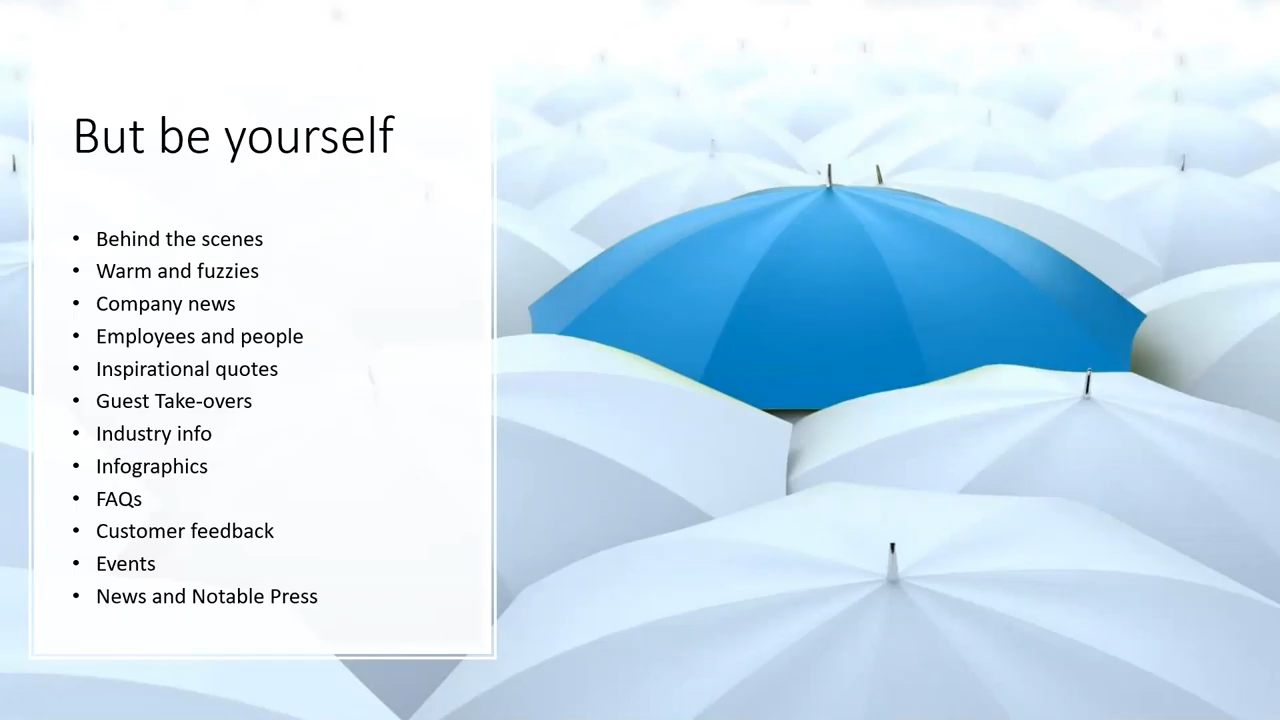 But be yourself
• Behind the scenes
• Warm and fuzzies
• Company news
• Employees and people
• Inspirational quotes
• Guest Take-overs
• Industry info
• Infographics
• FAQs
• Customer feedback
• Events
• News and Notable Press